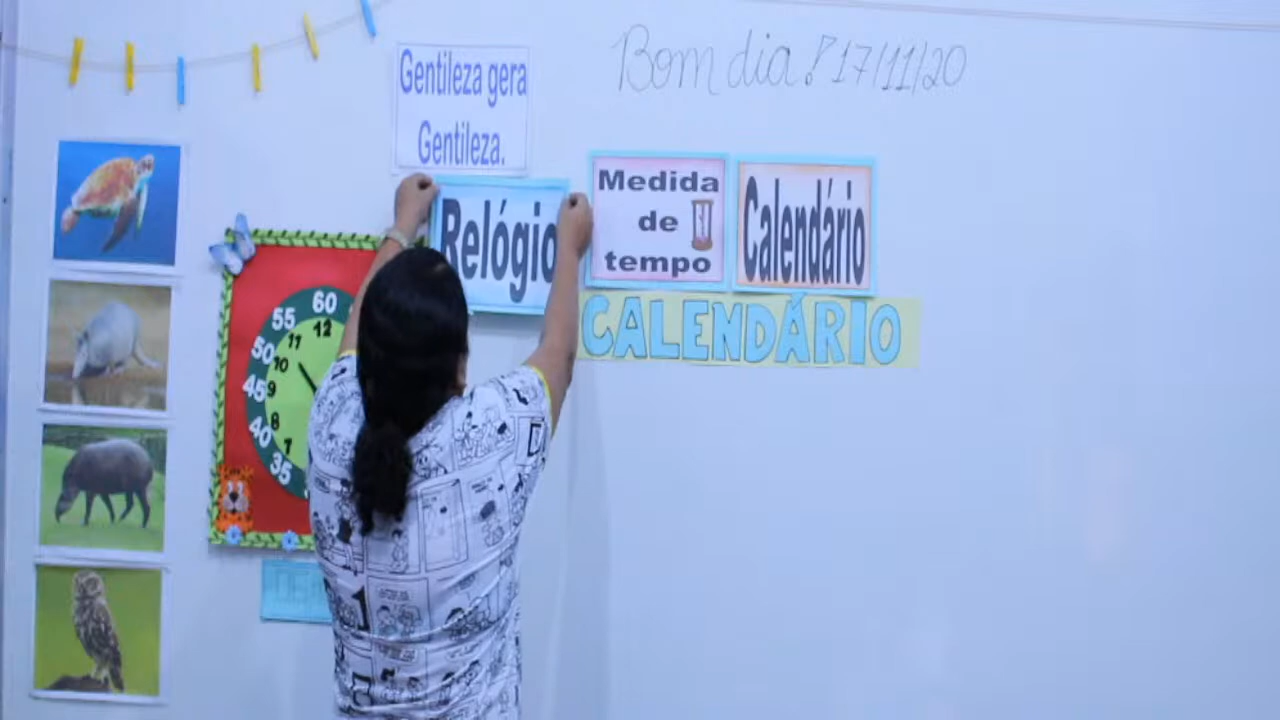 Bom dia! 17/11/20
Gentileza gera
Gentileza.
Relógio
Medida
de
tempo
Calendário
CALENDÁRIO
60
55
50
45
40
35
12
11
10
9
8
7